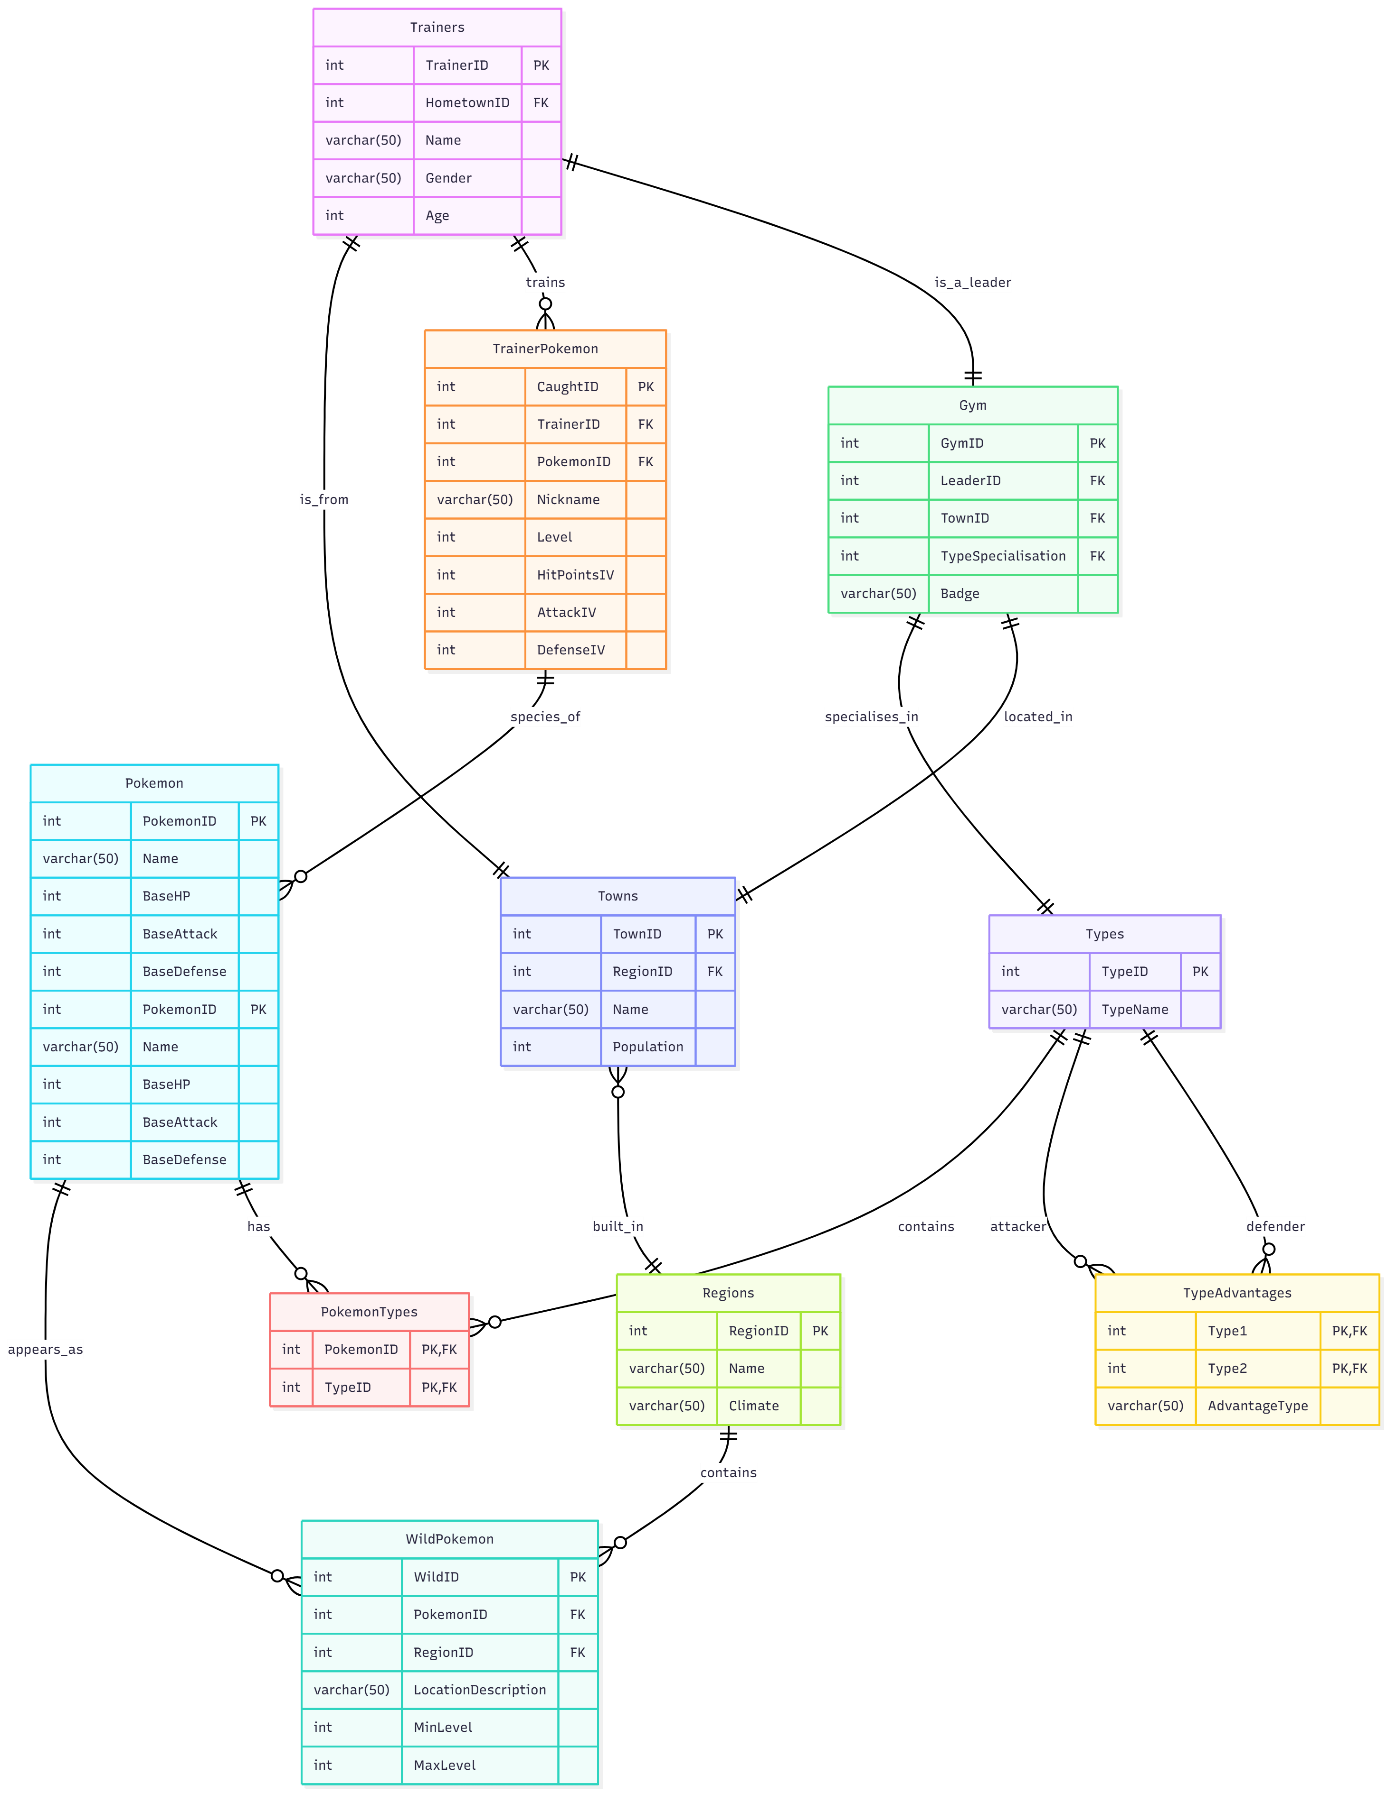 Trainers
int TrainerID PK
int HometownID FK
varchar(50) Name
varchar(50) Gender
int Age
trains
is_a_leader
TrainerPokemon
int CaughtID PK
int TrainerID FK
int PokemonID FK
varchar(50) Nickname
int Level
int HitPointsIV
int AttackIV
int DefenseIV
Gym
int GymID PK
int LeaderID FK
int TownID FK
int TypeSpecialisation FK
varchar(50) Badge
is_from
species_of
specialises_in
located_in
Pokemon
int PokemonID PK
varchar(50) Name
int BaseHP
int BaseAttack
int BaseDefense
int PokemonID PK
varchar(50) Name
int BaseHP
int BaseAttack
int BaseDefense
Towns
int TownID PK
int RegionID FK
varchar(50) Name
int Population
Types
int TypeID PK
varchar(50) TypeName
has
built_in
contains
attacker
defender
PokemonTypes
int PokemonID PK,FK
int TypeID PK,FK
Regions
int RegionID PK
varchar(50) Name
varchar(50) Climate
TypeAdvantages
int Type1 PK,FK
int Type2 PK,FK
varchar(50) AdvantageType
appears_as
contains
WildPokemon
int WildID PK
int PokemonID FK
int RegionID FK
varchar(50) LocationDescription
int MinLevel
int MaxLevel